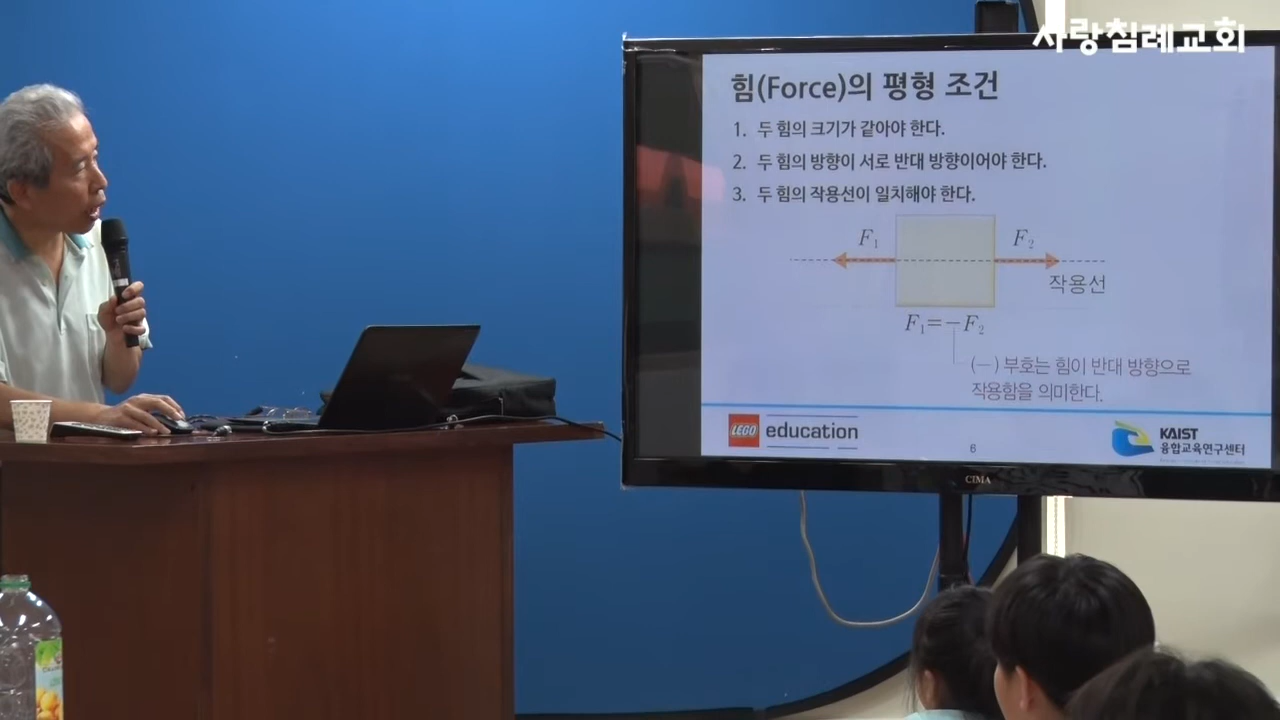 사랑침례교회
힘(Force)의 평형 조건
1. 두 힘의 크기가 같아야 한다.
2. 두 힘의 방향이 서로 반대 방향이어야 한다.
3. 두 힘의 작용선이 일치해야 한다.
F₁ F₂
작용선
F₁=−F₂
(−) 부호는 힘이 반대 방향으로
작용함을 의미한다.
LEGO education
6
KAIST
융합교육연구센터
CIMA